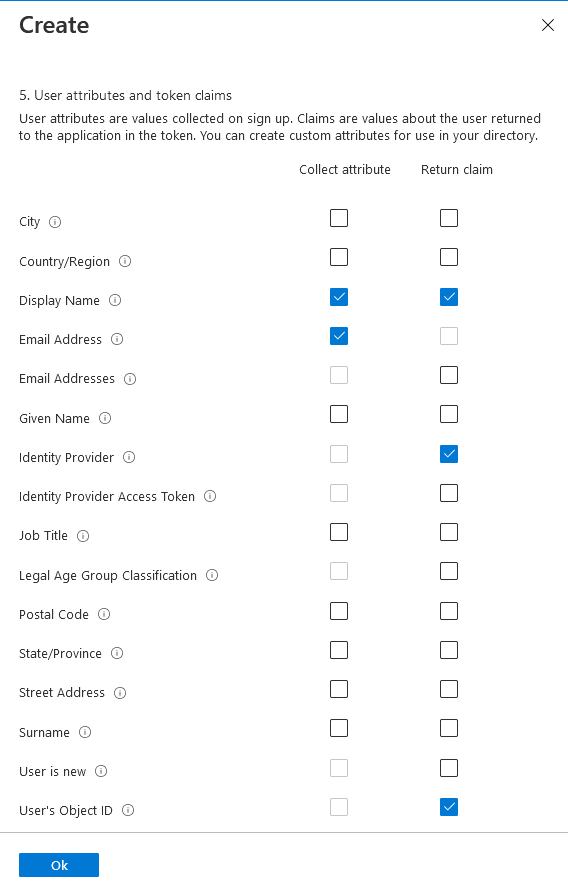 Create
5. User attributes and token claims
User attributes are values collected on sign up. Claims are values about the user returned
to the application in the token. You can create custom attributes for use in your directory.
Collect attribute Return claim
City
Country/Region
Display Name
Email Address
Email Addresses
Given Name
Identity Provider
Identity Provider Access Token
Job Title
Legal Age Group Classification
Postal Code
State/Province
Street Address
Surname
User is new
User's Object ID
Ok